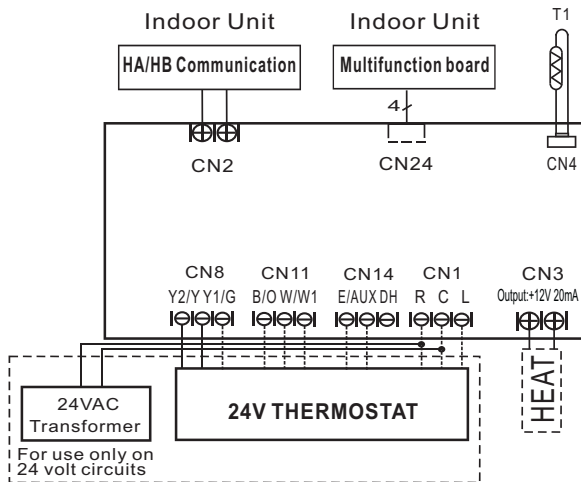 Indoor Unit
Indoor Unit
T1
HA/HB Communication
Multifunction board
4
CN2
CN24
CN4
CN8
CN11
CN14
CN1
CN3
Y2/Y Y1/G
B/O W/W1
E/AUX DH
R C L
Output:+12V 20mA
24VAC
Transformer
24V THERMOSTAT
HEAT
For use only on
24 volt circuits